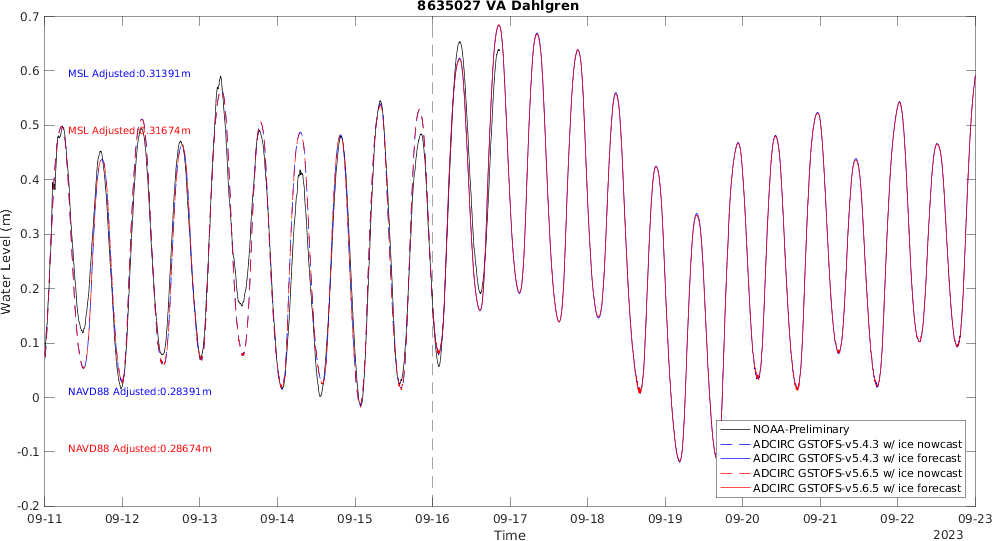 8635027 VA Dahlgren
0.7
0.6
0.5
0.4
0.3
0.2
0.1
0
-0.1
-0.2
Water Level (m)
MSL Adjusted:0.31391m
MSL Adjusted:0.31674m
NAVD88 Adjusted:0.28391m
NAVD88 Adjusted:0.28674m
NOAA-Preliminary
ADCIRC GSTOFS-v5.4.3 w/ ice nowcast
ADCIRC GSTOFS-v5.4.3 w/ ice forecast
ADCIRC GSTOFS-v5.6.5 w/ ice nowcast
ADCIRC GSTOFS-v5.6.5 w/ ice forecast
09-11 09-12 09-13 09-14 09-15 09-16 09-17 09-18 09-19 09-20 09-21 09-22 09-23
Time
2023